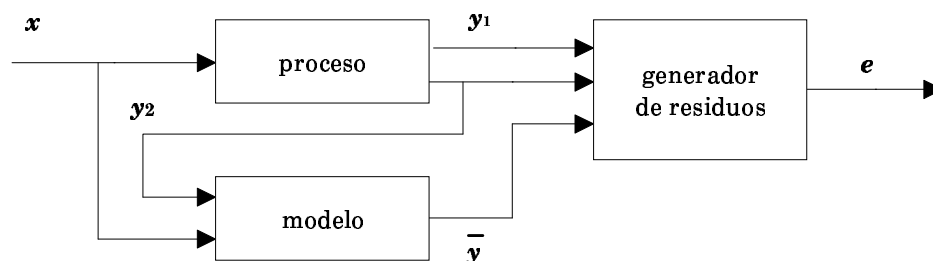 x
y1
proceso
generador
de residuos
e
y2
modelo
y̅